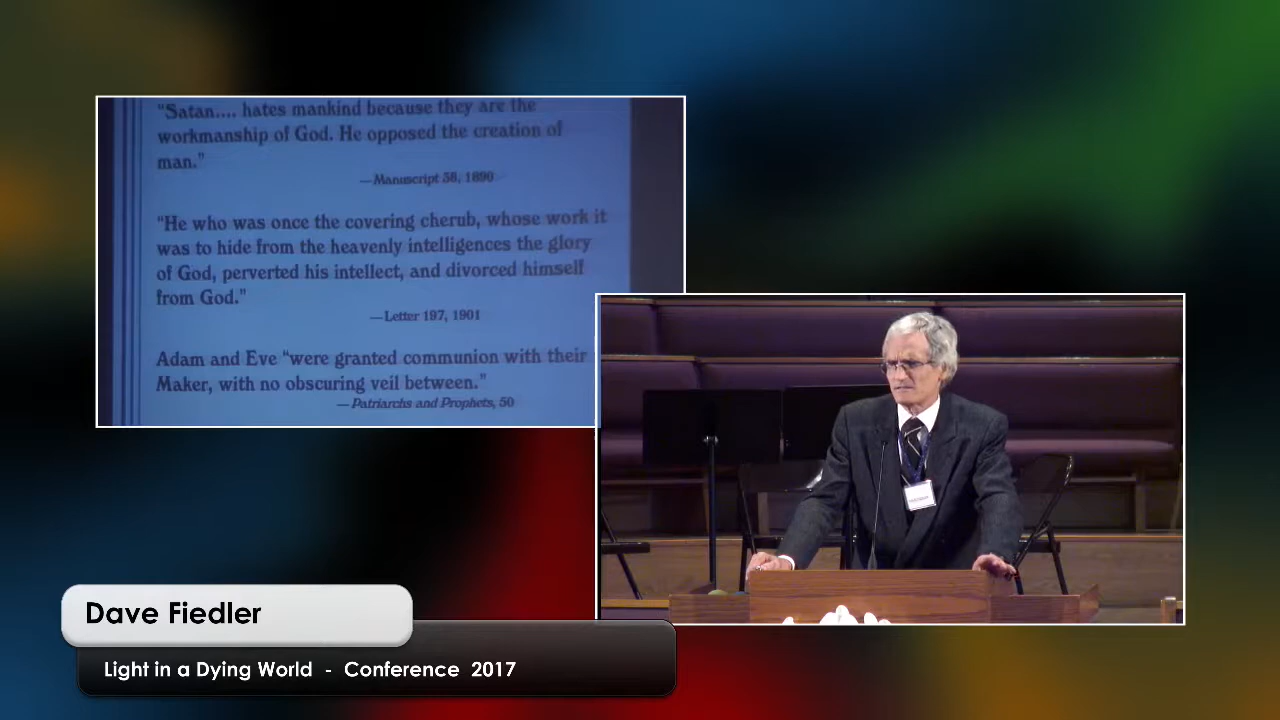 "Satan.... hates mankind because they are the
workmanship of God. He opposed the creation of
man."
—Manuscript 58, 1890
"He who was once the covering cherub, whose work it
was to hide from the heavenly intelligences the glory
of God, perverted his intellect, and divorced himself
from God."
—Letter 197, 1901
Adam and Eve "were granted communion with their
Maker, with no obscuring veil between."
—Patriarchs and Prophets, 50
Dave Fiedler
Light in a Dying World - Conference 2017